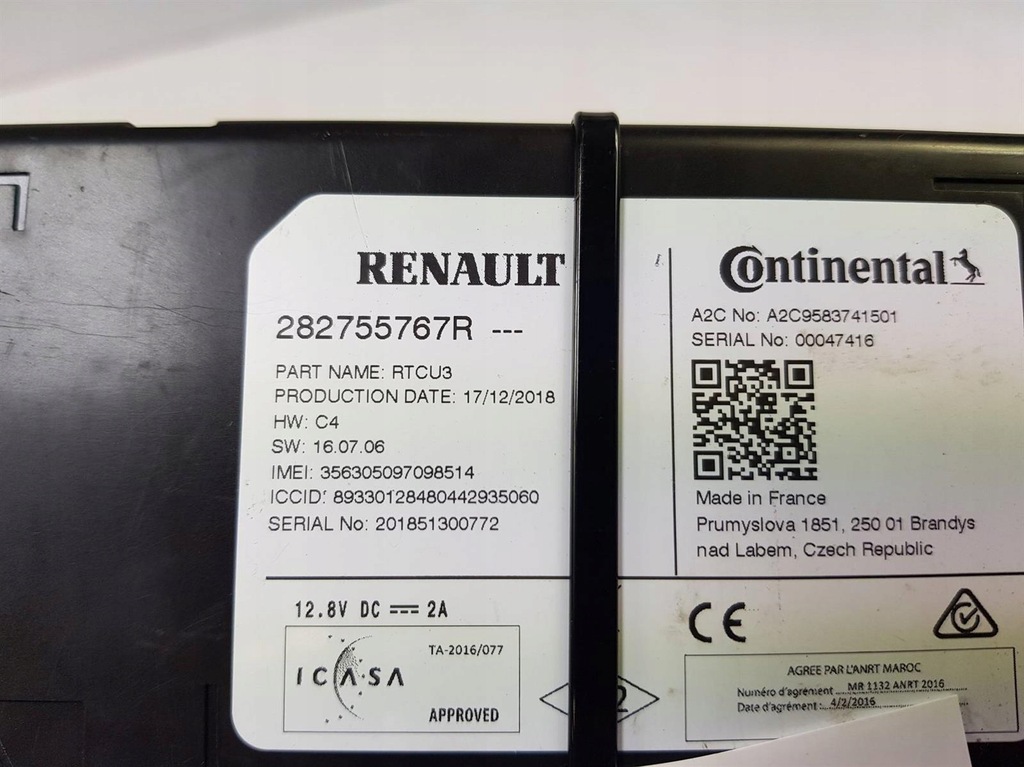 RENAULT
282755767R ---
PART NAME: RTCU3
PRODUCTION DATE: 17/12/2018
HW: C4
SW: 16.07.06
IMEI: 356305097098514
ICCID: 89330128480442935060
SERIAL No: 201851300772
Continental
A2C No: A2C9583741501
SERIAL No: 00047416
Made in France
Prumyslova 1851, 250 01 Brandys
nad Labem, Czech Republic
12.8V DC 2A
ICASA
TA-2016/077
APPROVED
2
CE
AGREE PAR L'ANRT MAROC
Numéro d'agrément MR 1132 ANRT 2016
Date d'agrément: 4/2/2016